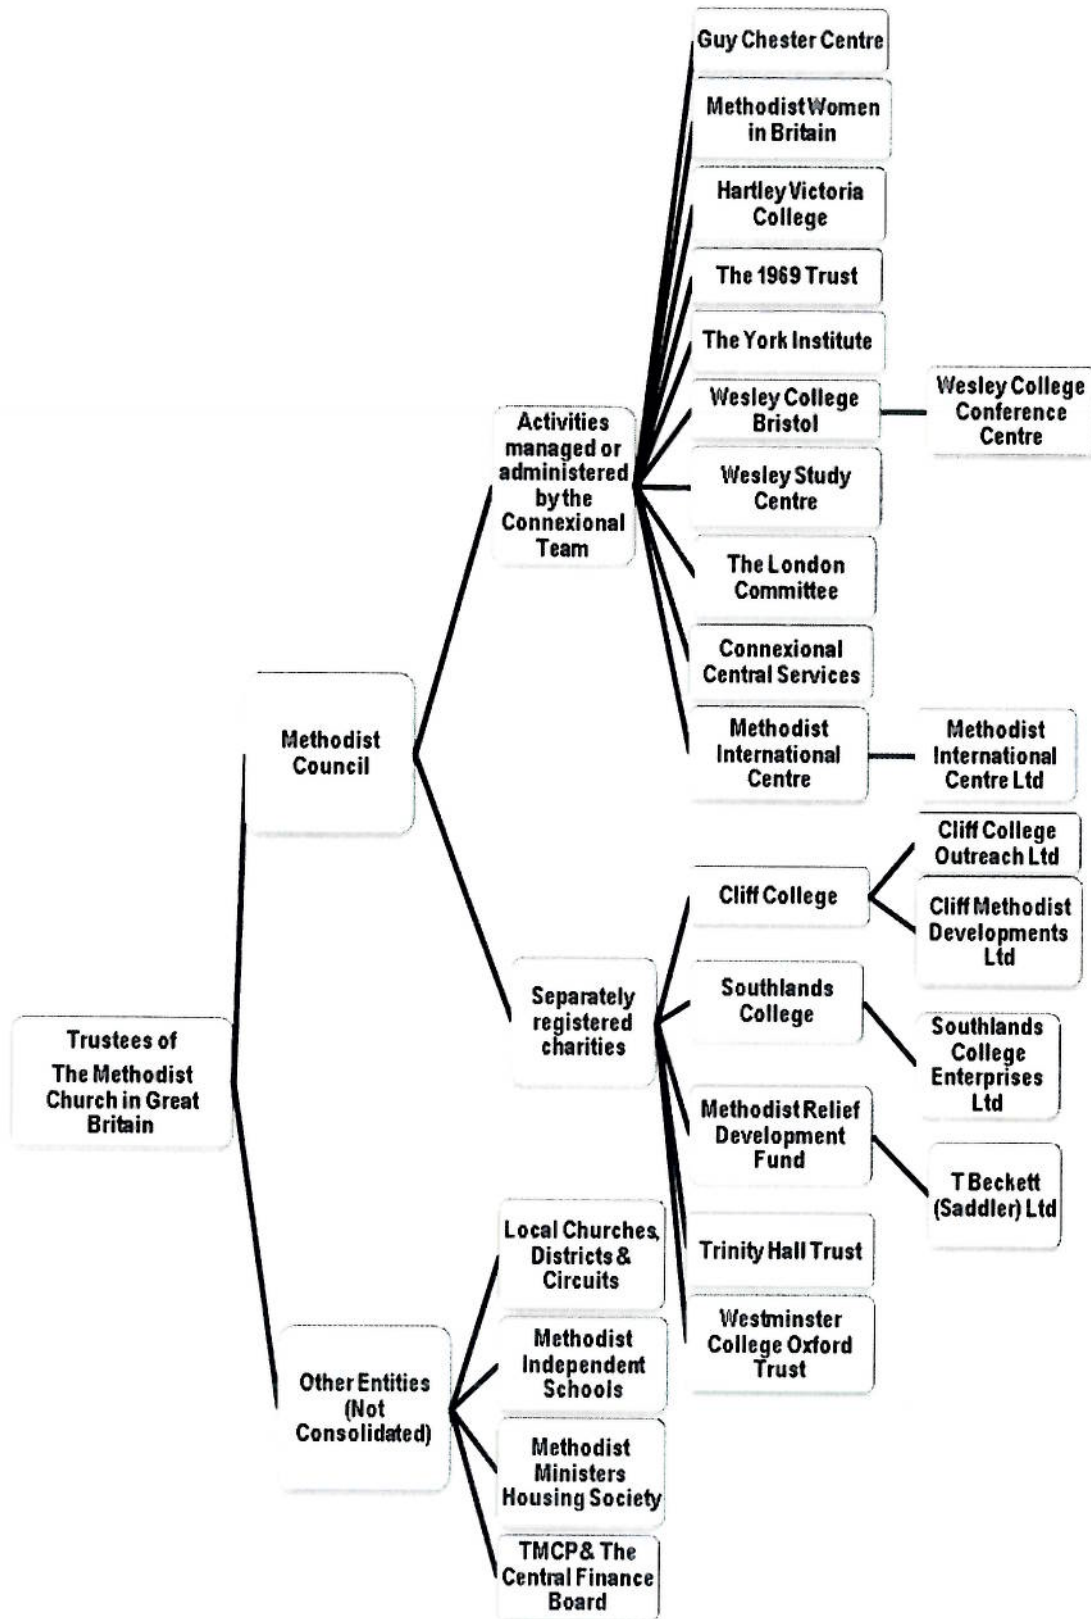 Guy Chester Centre
Methodist Women
in Britain
Hartley Victoria
College
The 1969 Trust
The York Institute
Wesley College
Bristol
Wesley College
Conference
Centre
Activities
managed or
administered
by the
Connexional
Team
Wesley Study
Centre
The London
Committee
Connexional
Central Services
Methodist
International
Centre
Methodist
International
Centre Ltd
Methodist
Council
Cliff College
Outreach Ltd
Cliff College
Cliff Methodist
Developments
Ltd
Separately
registered
charities
Southlands
College
Southlands
College
Enterprises
Ltd
Trustees of
The Methodist
Church in Great
Britain
Methodist Relief
Development
Fund
T Beckett
(Saddler) Ltd
Trinity Hall Trust
Westminster
College Oxford
Trust
Local Churches,
Districts &
Circuits
Methodist
Independent
Schools
Other Entities
(Not
Consolidated)
Methodist
Ministers
Housing Society
TMCP & The
Central Finance
Board